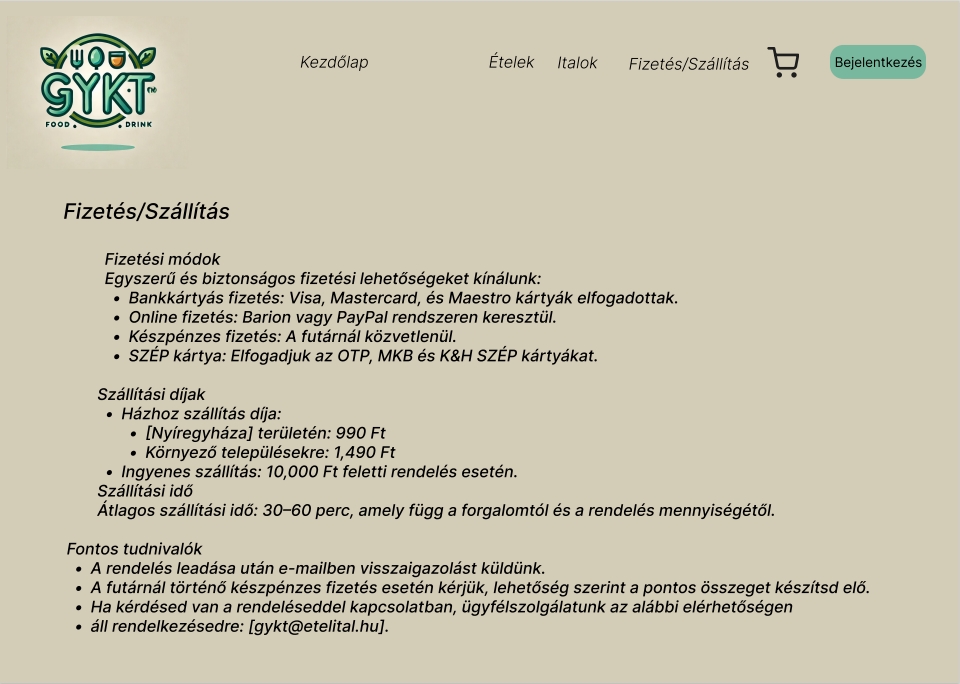 GYKT
FOOD DRINK
Kezdőlap
Ételek
Italok
Fizetés/Szállítás
Bejelentkezés
Fizetés/Szállítás
Fizetési módok
Egyszerű és biztonságos fizetési lehetőségeket kínálunk:
• Bankkártyás fizetés: Visa, Mastercard, és Maestro kártyák elfogadottak.
• Online fizetés: Barion vagy PayPal rendszeren keresztül.
• Készpénzes fizetés: A futárnál közvetlenül.
• SZÉP kártya: Elfogadjuk az OTP, MKB és K&H SZÉP kártyákat.
Szállítási díjak
• Házhoz szállítás díja:
• [Nyíregyháza] területén: 990 Ft
• Környező településekre: 1,490 Ft
• Ingyenes szállítás: 10,000 Ft feletti rendelés esetén.
Szállítási idő
Átlagos szállítási idő: 30–60 perc, amely függ a forgalomtól és a rendelés mennyiségétől.
Fontos tudnivalók
• A rendelés leadása után e-mailben visszaigazolást küldünk.
• A futárnál történő készpénzes fizetés esetén kérjük, lehetőség szerint a pontos összeget készítsd elő.
• Ha kérdésed van a rendeléseddel kapcsolatban, ügyfélszolgálatunk az alábbi elérhetőségen
• áll rendelkezésedre: [gykt@etelital.hu].